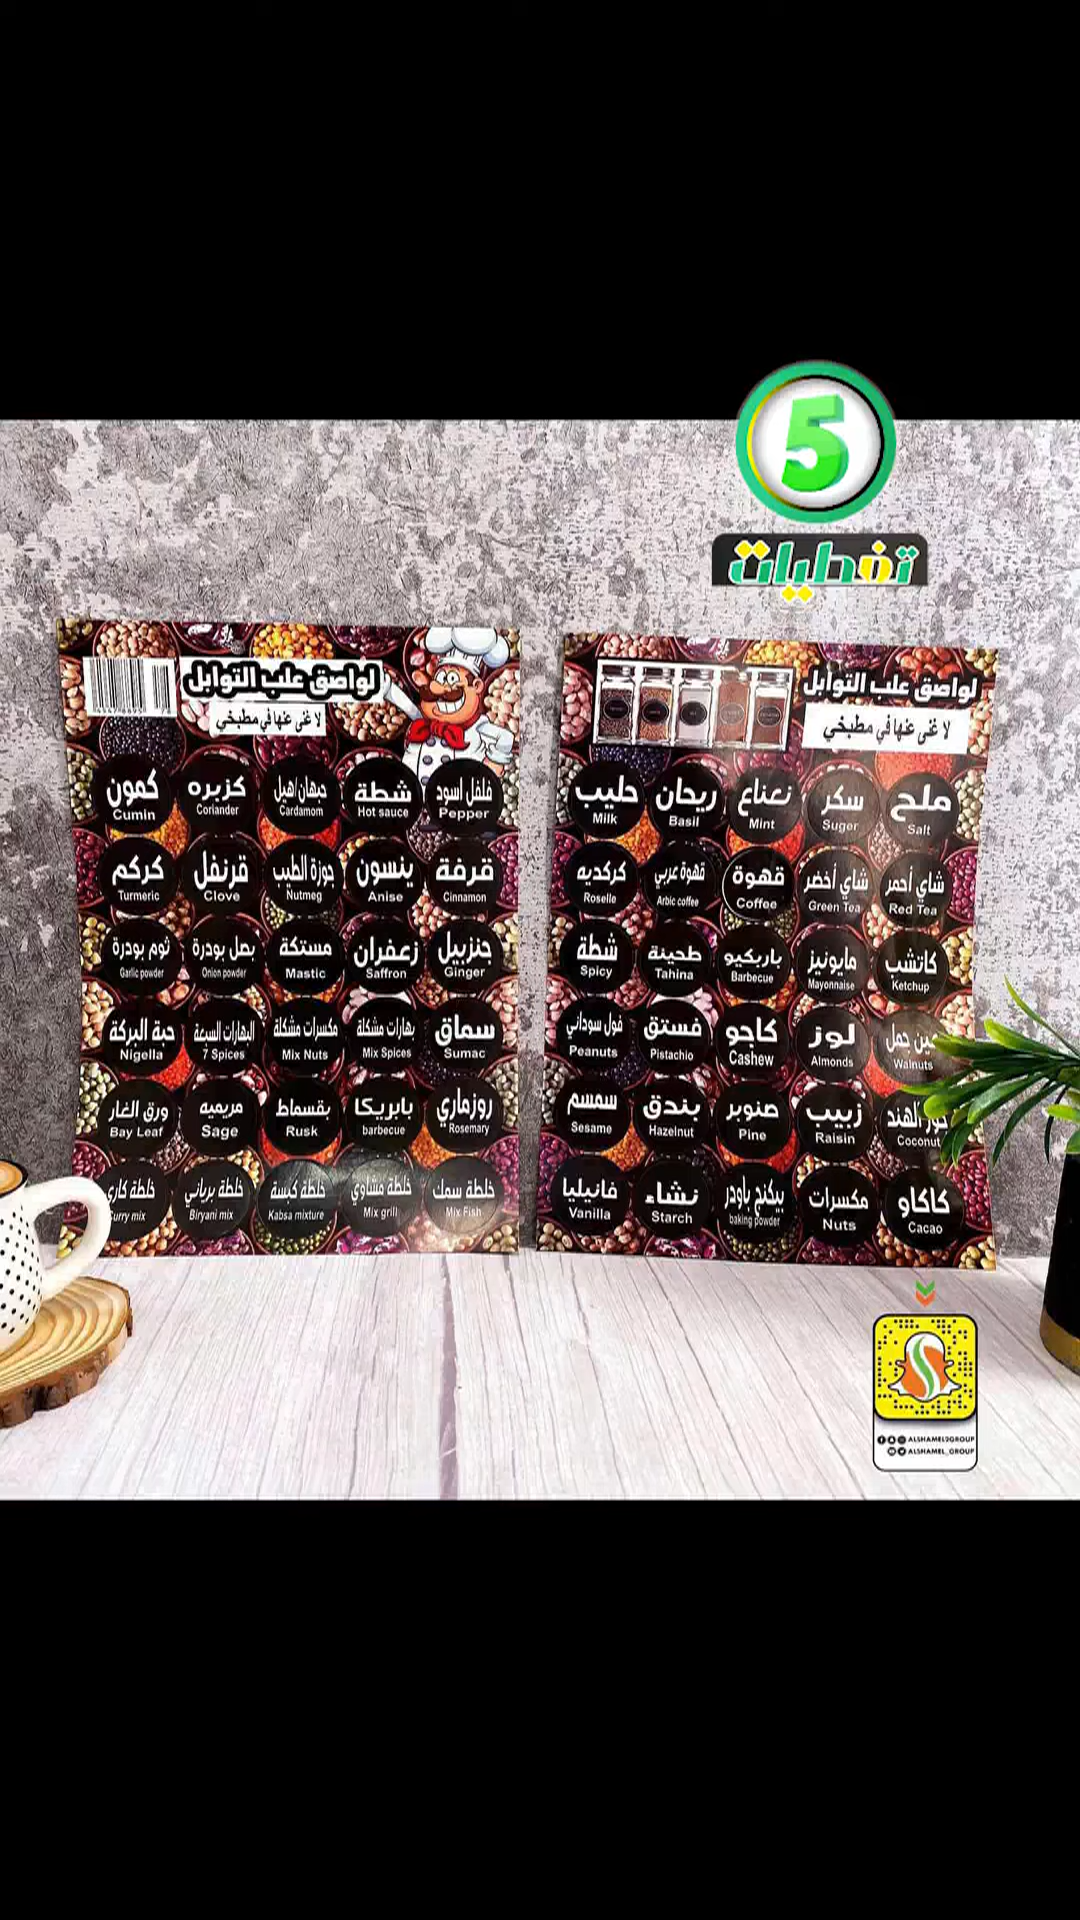 5
تغطيات
لواصق علب التوابل
لا غنى عنها في مطبخي
كمون
Cumin
كزبره
Coriander
حبهان/هيل
Cardamom
شطة
Hot sauce
فلفل اسود
Pepper
كركم
Turmeric
قرنفل
Clove
جوزة الطيب
Nutmeg
ينسون
Anise
قرفة
Cinnamon
ثوم بودرة
Garlic powder
بصل بودرة
Onion powder
مستكة
Mastic
زعفران
Saffron
جنزبيل
Ginger
حبة البركة
Nigella
البهارات السبعة
7 Spices
مكسرات مشكلة
Mix Nuts
بهارات مشكلة
Mix Spices
سماق
Sumac
ورق الغار
Bay Leaf
مريميه
Sage
بقسماط
Rusk
بابريكا
barbecue
روزماري
Rosemary
خلطة كاري
Curry mix
خلطة برياني
Biryani mix
خلطة كبسة
Kabsa mixture
خلطة مشاوي
Mix grill
خلطة سمك
Mix Fish
لواصق علب التوابل
لا غنى عنها في مطبخي
حليب
Milk
ريحان
Basil
نعناع
Mint
سكر
Suger
ملح
Salt
كركديه
Roselle
قهوة عربي
Arbic coffee
قهوة
Coffee
شاي أخضر
Green Tea
شاي أحمر
Red Tea
شطة
Spicy
طحينة
Tahina
باربكيو
Barbecue
مايونيز
Mayonnaise
كاتشب
Ketchup
فول سوداني
Peanuts
فستق
Pistachio
كاجو
Cashew
لوز
Almonds
جمل
Walnuts
سمسم
Sesame
بندق
Hazelnut
صنوبر
Pine
زبيب
Raisin
جوز الهند
Coconut
فانيليا
Vanilla
نشاء
Starch
بيكنج باودر
baking powder
مكسرات
Nuts
كاكاو
Cacao
ALSHAMEL2GROUP
ALSHAMEL_GROUP